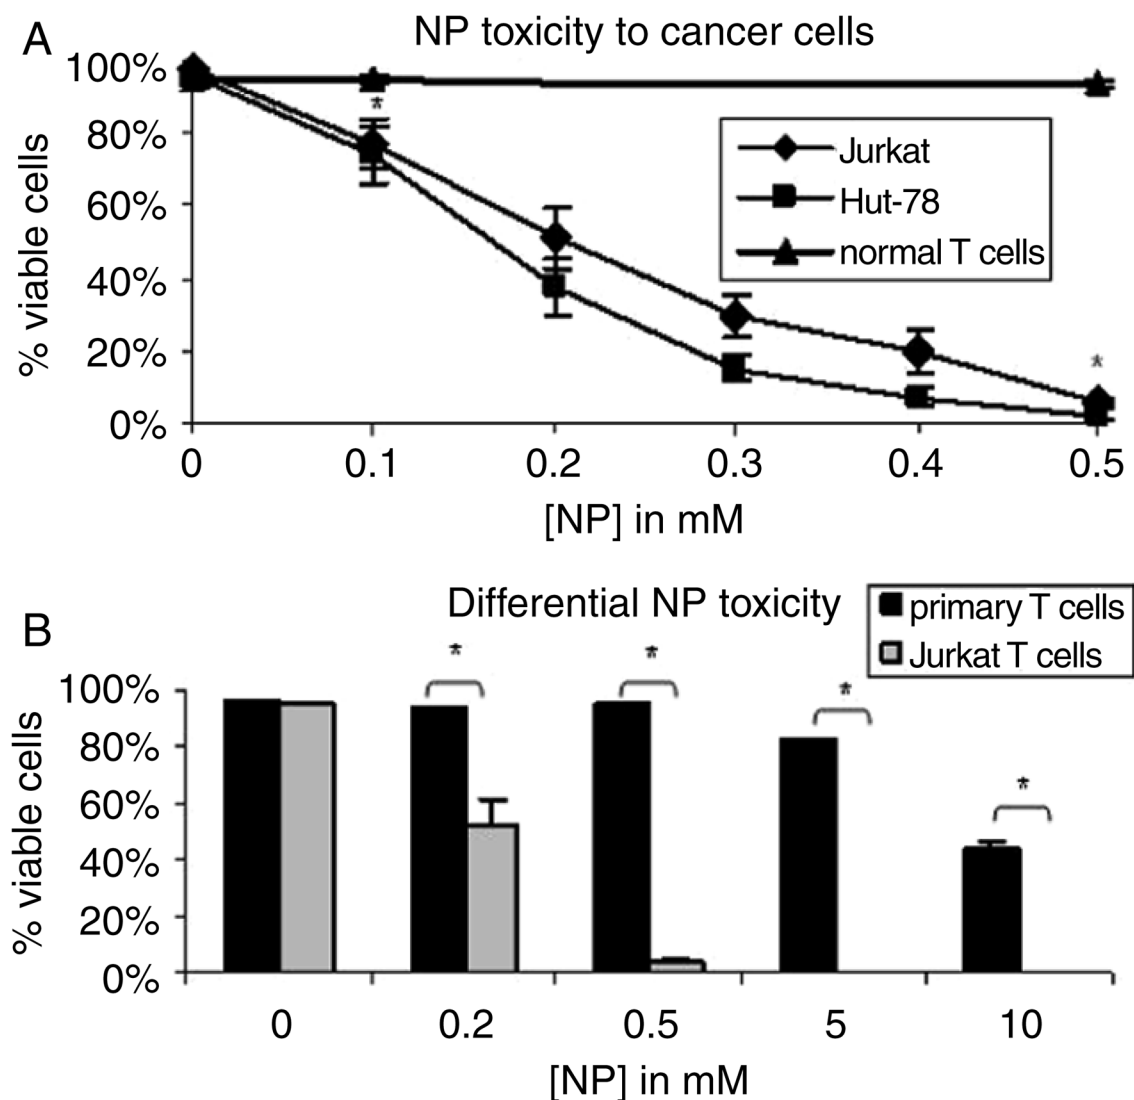 A
NP toxicity to cancer cells
100%
80%
60%
40%
20%
0%
% viable cells
*
*
Jurkat
Hut-78
normal T cells
0 0.1 0.2 0.3 0.4 0.5
[NP] in mM
B
Differential NP toxicity
primary T cells
Jurkat T cells
100%
80%
60%
40%
20%
0%
% viable cells
* * * *
0 0.2 0.5 5 10
[NP] in mM